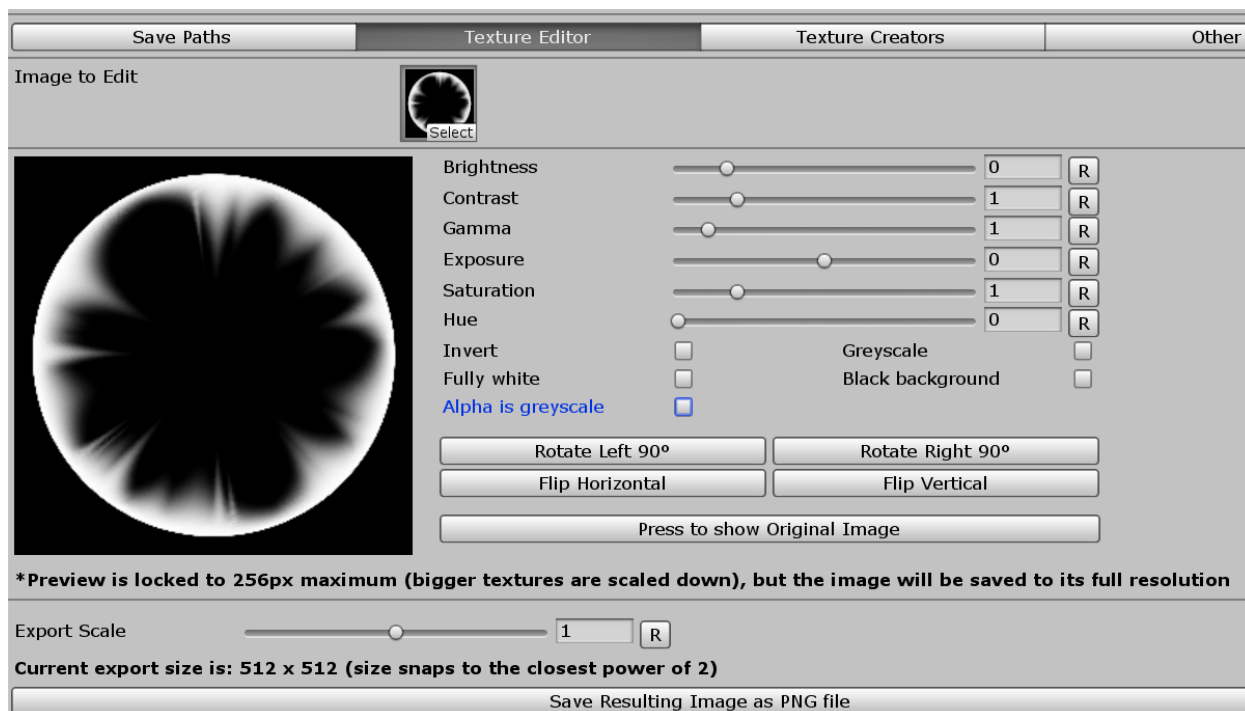 Save Paths Texture Editor Texture Creators Other
Image to Edit
Select
Brightness 0 R
Contrast 1 R
Gamma 1 R
Exposure 0 R
Saturation 1 R
Hue 0 R
Invert Greyscale
Fully white Black background
Alpha is greyscale
Rotate Left 90º Rotate Right 90º
Flip Horizontal Flip Vertical
Press to show Original Image
*Preview is locked to 256px maximum (bigger textures are scaled down), but the image will be saved to its full resolution
Export Scale 1 R
Current export size is: 512 x 512 (size snaps to the closest power of 2)
Save Resulting Image as PNG file